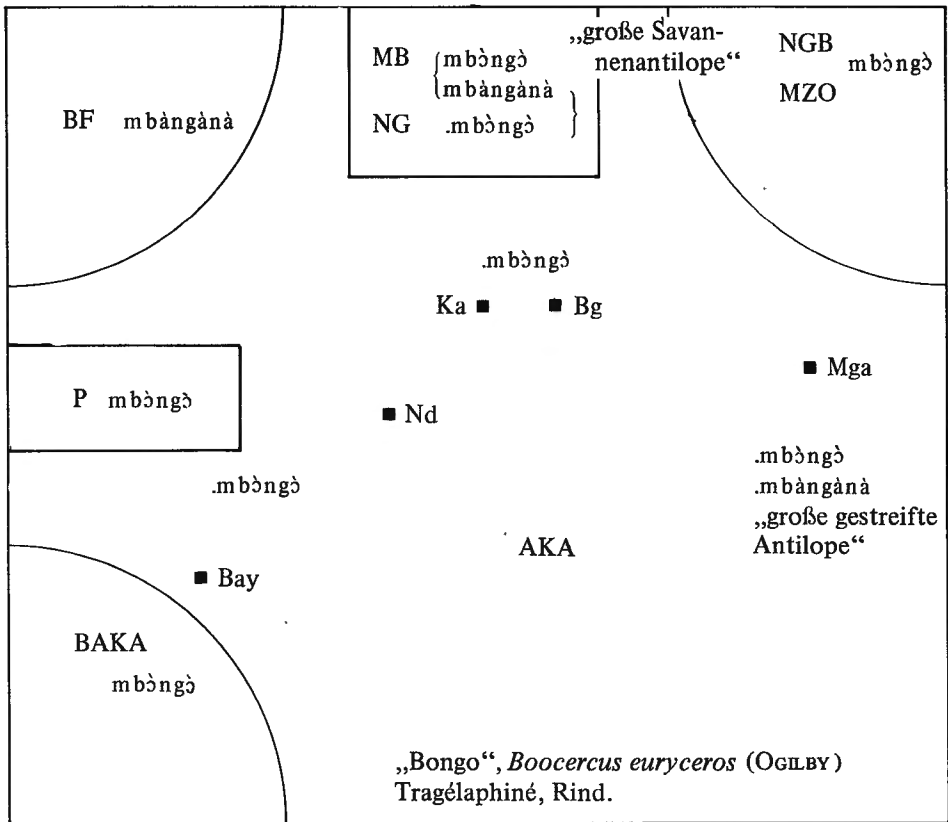 „große Savan-
nenantilope“
MB mbɔ̀ngɔ̀
mbàngànà
NG .mbɔ̀ngɔ̀
NGB
mbɔ̀ngɔ̀
MZO
BF mbàngànà
.mbɔ̀ngɔ̀
Ka Bg
Mga
P mbɔ̀ngɔ̀
Nd
.mbɔ̀ngɔ̀
.mbàngànà
„große gestreifte
Antilope“
.mbɔ̀ngɔ̀
AKA
Bay
BAKA
mbɔ̀ngɔ̀
„Bongo“, Boocercus euryceros (OGILBY)
Tragélaphiné, Rind.